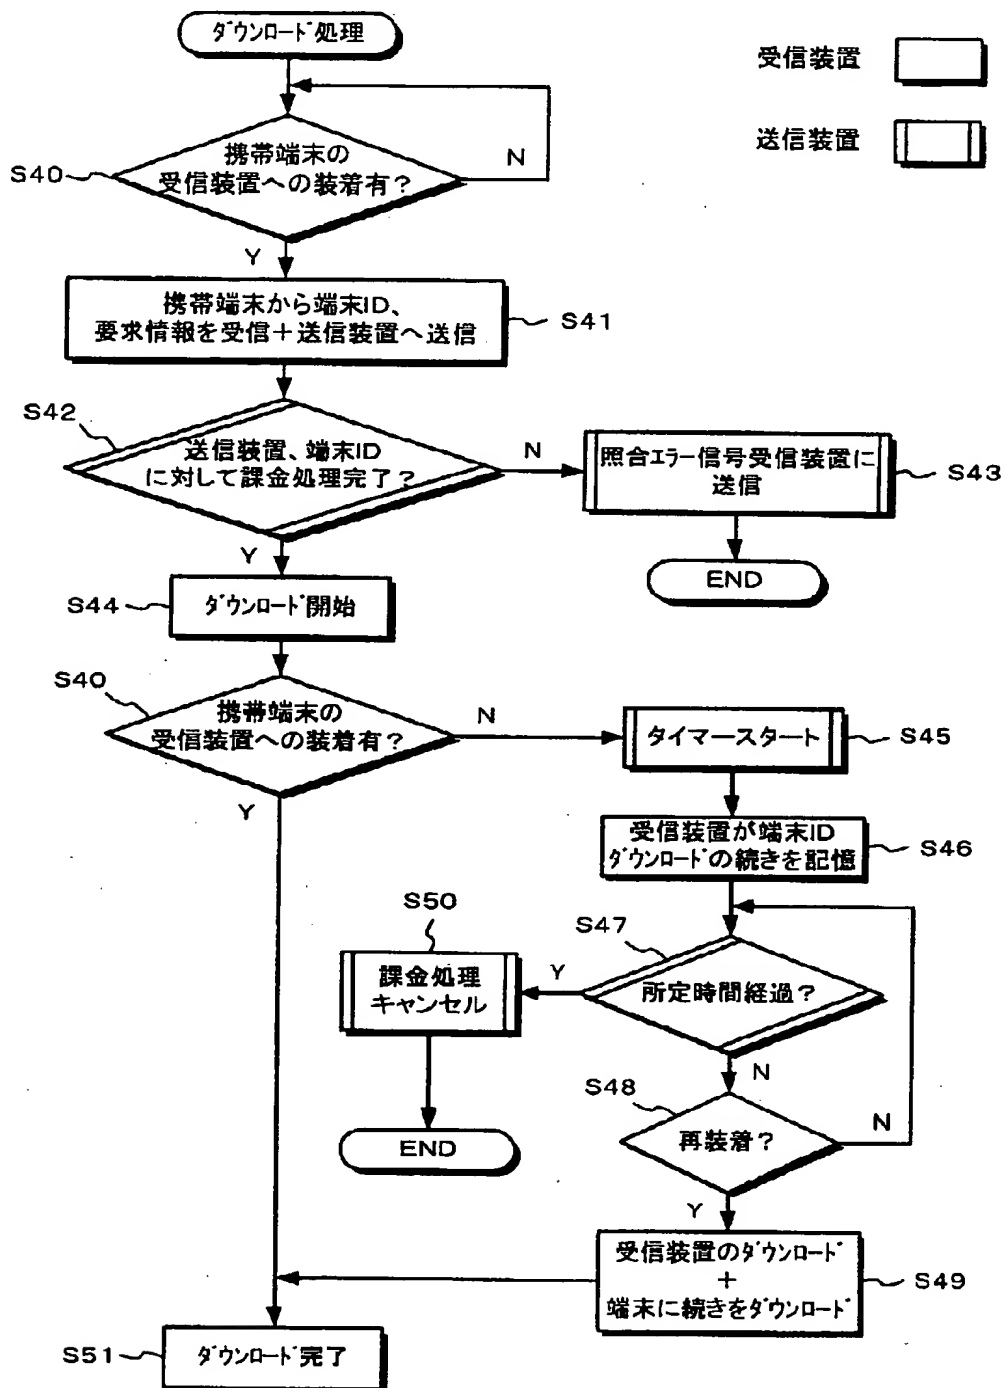 ダウンロード処理
受信装置
送信装置
S40
携帯端末の
受信装置への装着有?
N
Y
携帯端末から端末ID、
要求情報を受信+送信装置へ送信
S41
S42
送信装置、端末ID
に対して課金処理完了?
N
照合エラー信号受信装置に
送信
S43
Y
END
S44
ダウンロード開始
S40
携帯端末の
受信装置への装着有?
N
タイマースタート
S45
Y
受信装置が端末ID
ダウンロードの続きを記憶
S46
S50
課金処理
キャンセル
Y
S47
所定時間経過?
N
END
S48
再装着?
N
Y
受信装置のダウンロード
+
端末に続きをダウンロード
S49
S51
ダウンロード完了